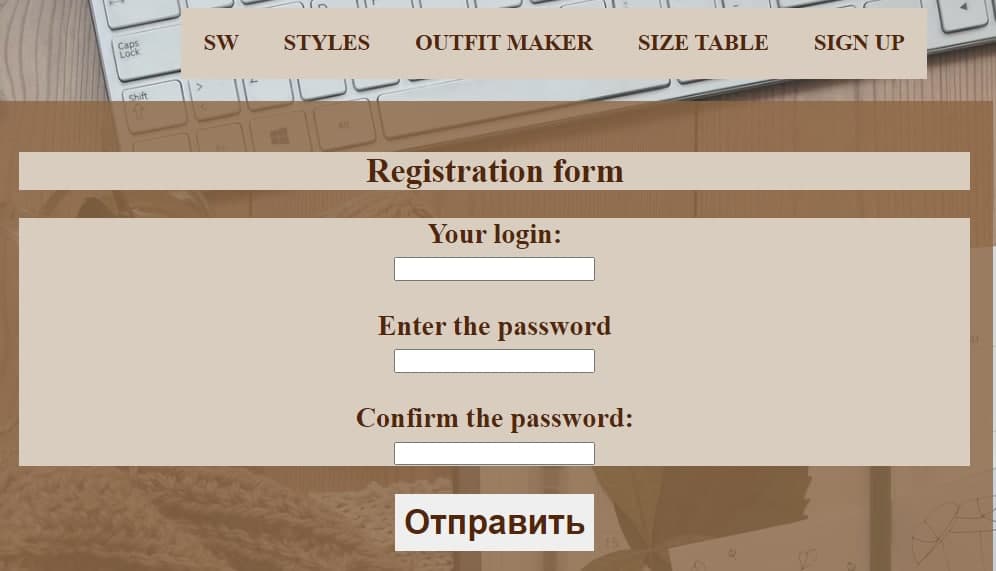 Caps
Lock
SW STYLES OUTFIT MAKER SIZE TABLE SIGN UP
Shift
Alt
Registration form
Your login:
Enter the password
Confirm the password:
Отправить